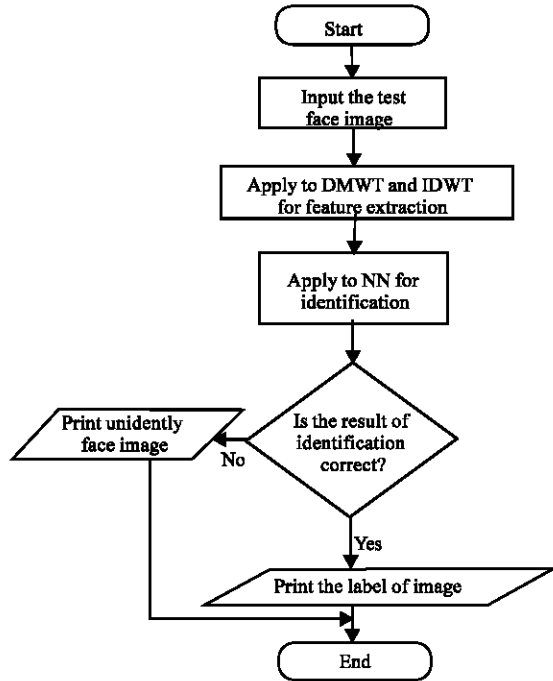 Start
Input the test
face image
Apply to DMWT and IDWT
for feature extraction
Apply to NN for
identification
Is the result of
identification
correct?
Print unidently
face image
No
Yes
Print the label of image
End